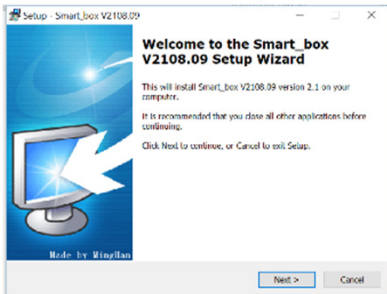 Setup - Smart_box V2108.09
Welcome to the Smart_box
V2108.09 Setup Wizard
This will install Smart_box V2108.09 version 2.1 on your
computer.
It is recommended that you close all other applications before
continuing.
Click Next to continue, or Cancel to exit Setup.
Made by MingHan
Next >
Cancel